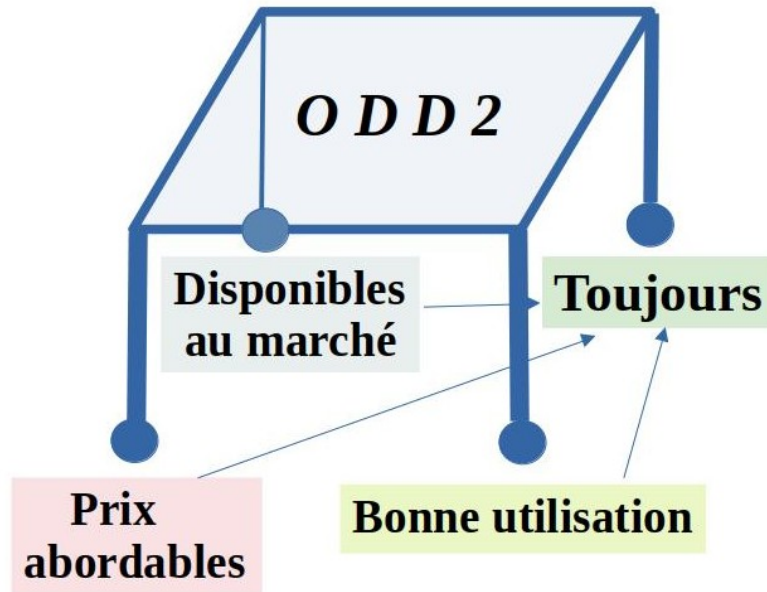 O D D 2
Disponibles
au marché
Toujours
Prix
abordables
Bonne utilisation